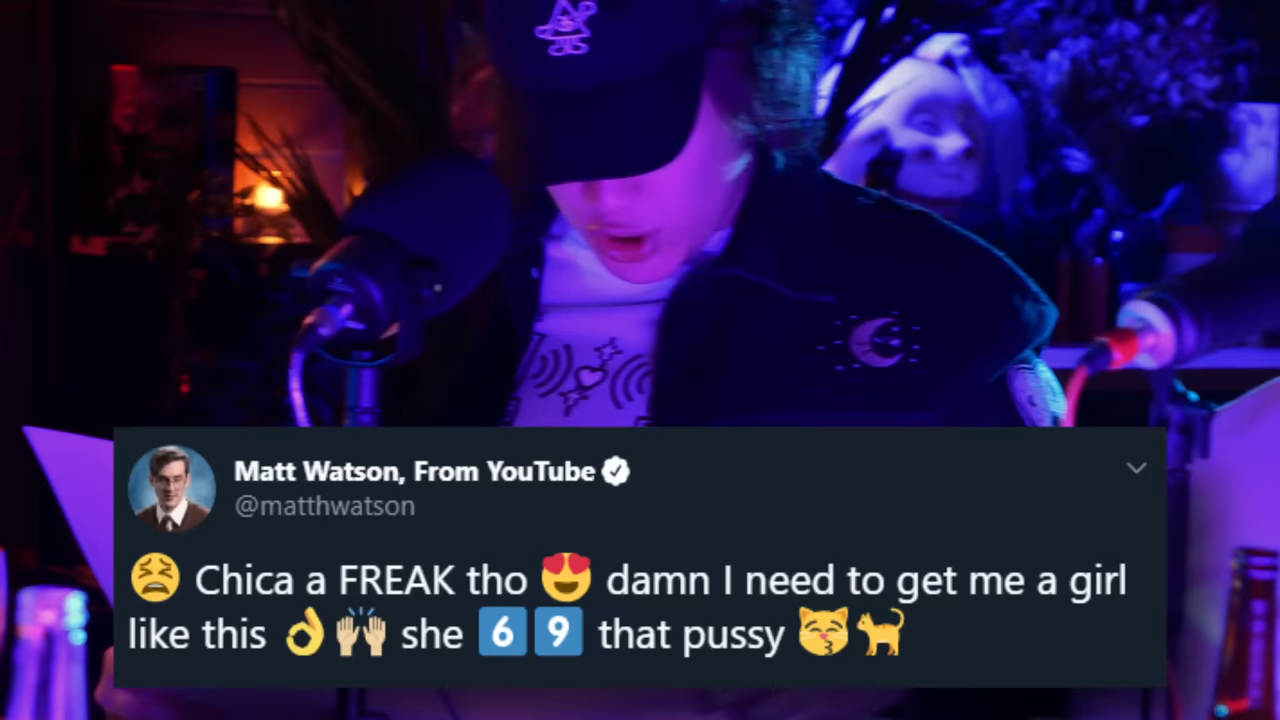 Matt Watson, From YouTube
@matthwatson
😫 Chica a FREAK tho 😍 damn I need to get me a girl
like this 👌🙌🏼 she 6️⃣9️⃣ that pussy 😽🐈